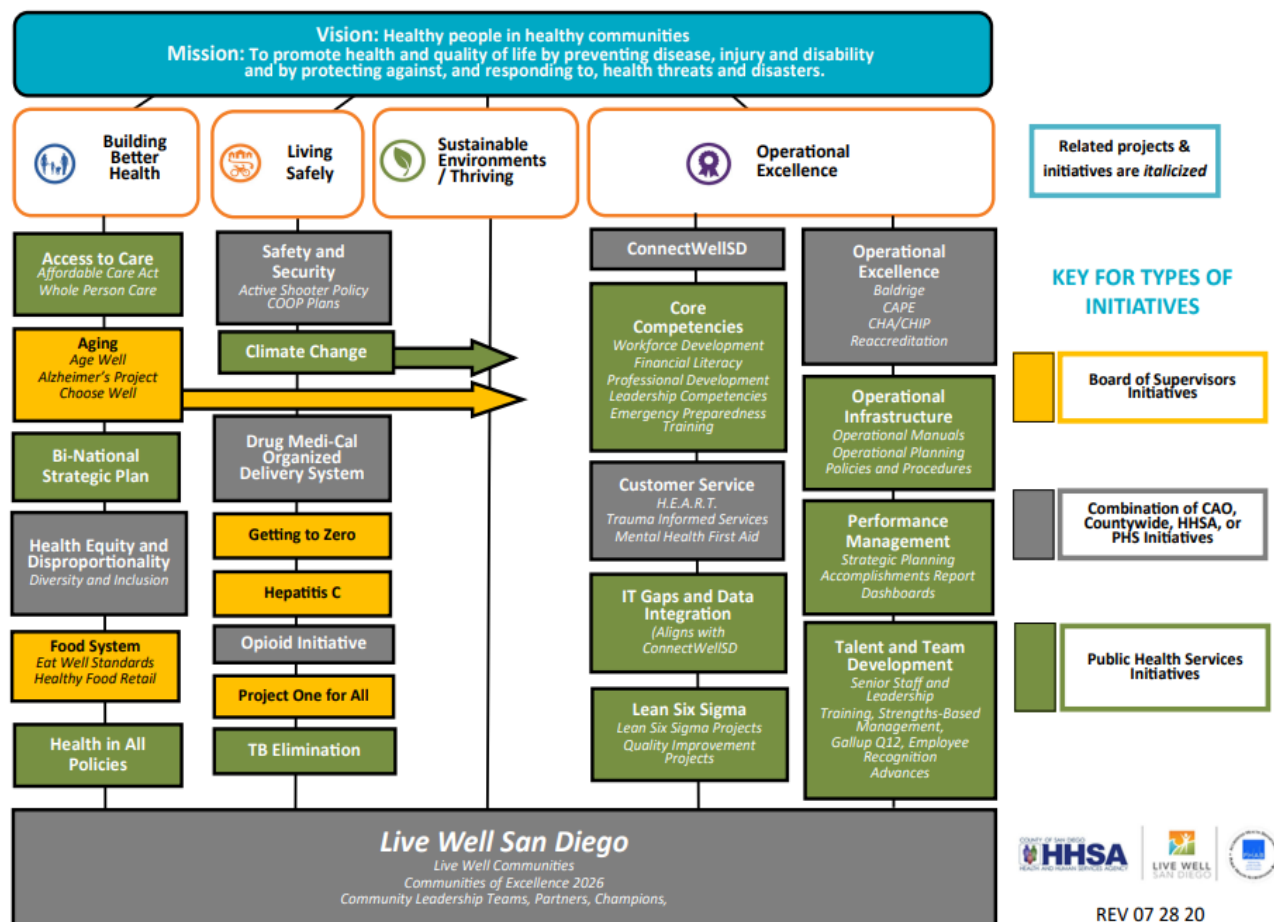 Vision: Healthy people in healthy communities
Mission: To promote health and quality of life by preventing disease, injury and disability
and by protecting against, and responding to, health threats and disasters.
Building
Better
Health
Living
Safely
Sustainable
Environments
/ Thriving
Operational
Excellence
Related projects &
initiatives are italicized
Access to Care
Affordable Care Act
Whole Person Care
Aging
Age Well
Alzheimer's Project
Choose Well
Bi-National
Strategic Plan
Health Equity and
Disproportionality
Diversity and Inclusion
Food System
Eat Well Standards
Healthy Food Retail
Health in All
Policies
Safety and
Security
Active Shooter Policy
COOP Plans
Climate Change
Drug Medi-Cal
Organized
Delivery System
Getting to Zero
Hepatitis C
Opioid Initiative
Project One for All
TB Elimination
ConnectWellSD
Core
Competencies
Workforce Development
Financial Literacy
Professional Development
Leadership Competencies
Emergency Preparedness
Training
Customer Service
H.E.A.R.T.
Trauma Informed Services
Mental Health First Aid
IT Gaps and Data
Integration
(Aligns with
ConnectWellSD
Lean Six Sigma
Lean Six Sigma Projects
Quality Improvement
Projects
Operational
Excellence
Baldrige
CAPE
CHA/CHIP
Reaccreditation
Operational
Infrastructure
Operational Manuals
Operational Planning
Policies and Procedures
Performance
Management
Strategic Planning
Accomplishments Report
Dashboards
Talent and Team
Development
Senior Staff and
Leadership
Training, Strengths-Based
Management,
Gallup Q12, Employee
Recognition
Advances
KEY FOR TYPES OF
INITIATIVES
Board of Supervisors
Initiatives
Combination of CAO,
Countywide, HHSA, or
PHS Initiatives
Public Health Services
Initiatives
Live Well San Diego
Live Well Communities
Communities of Excellence 2026
Community Leadership Teams, Partners, Champions,
COUNTY OF SAN DIEGO
HHSA
HEALTH AND HUMAN SERVICES AGENCY
LIVE WELL
SAN DIEGO
PHAB
REV 07 28 20